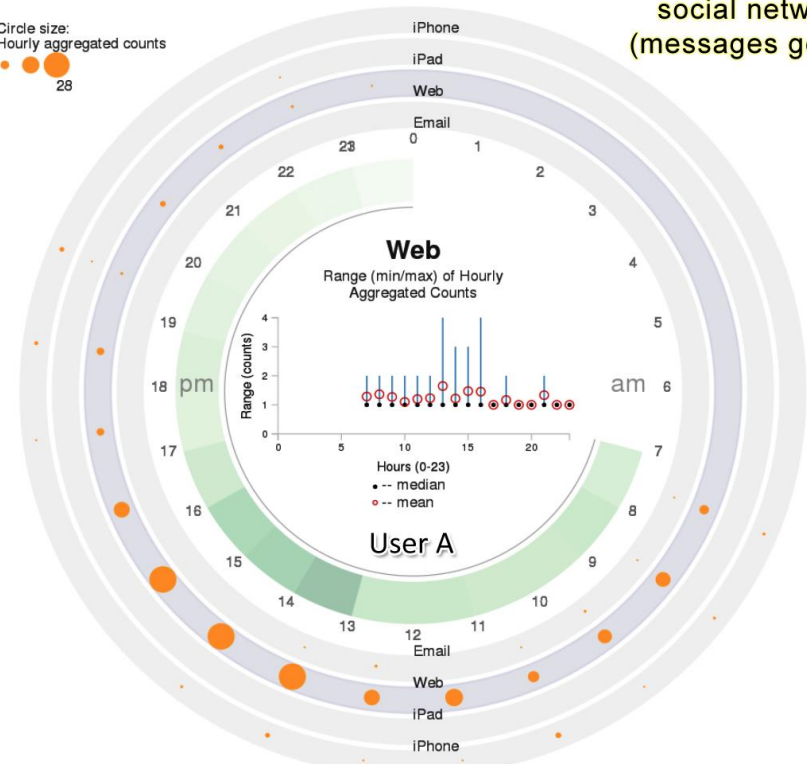 Circle size:
Hourly aggregated counts
28
social netw
(messages g
iPhone
iPad
Web
Email
0
1
2
3
4
5
am 6
7
8
9
10
11
12
13
14
15
16
17
18 pm
19
20
21
22
23
Web
Range (min/max) of Hourly
Aggregated Counts
Range (counts)
4
3
2
1
0
0 5 10 15 20
Hours (0-23)
-- median
-- mean
User A
Email
Web
iPad
iPhone